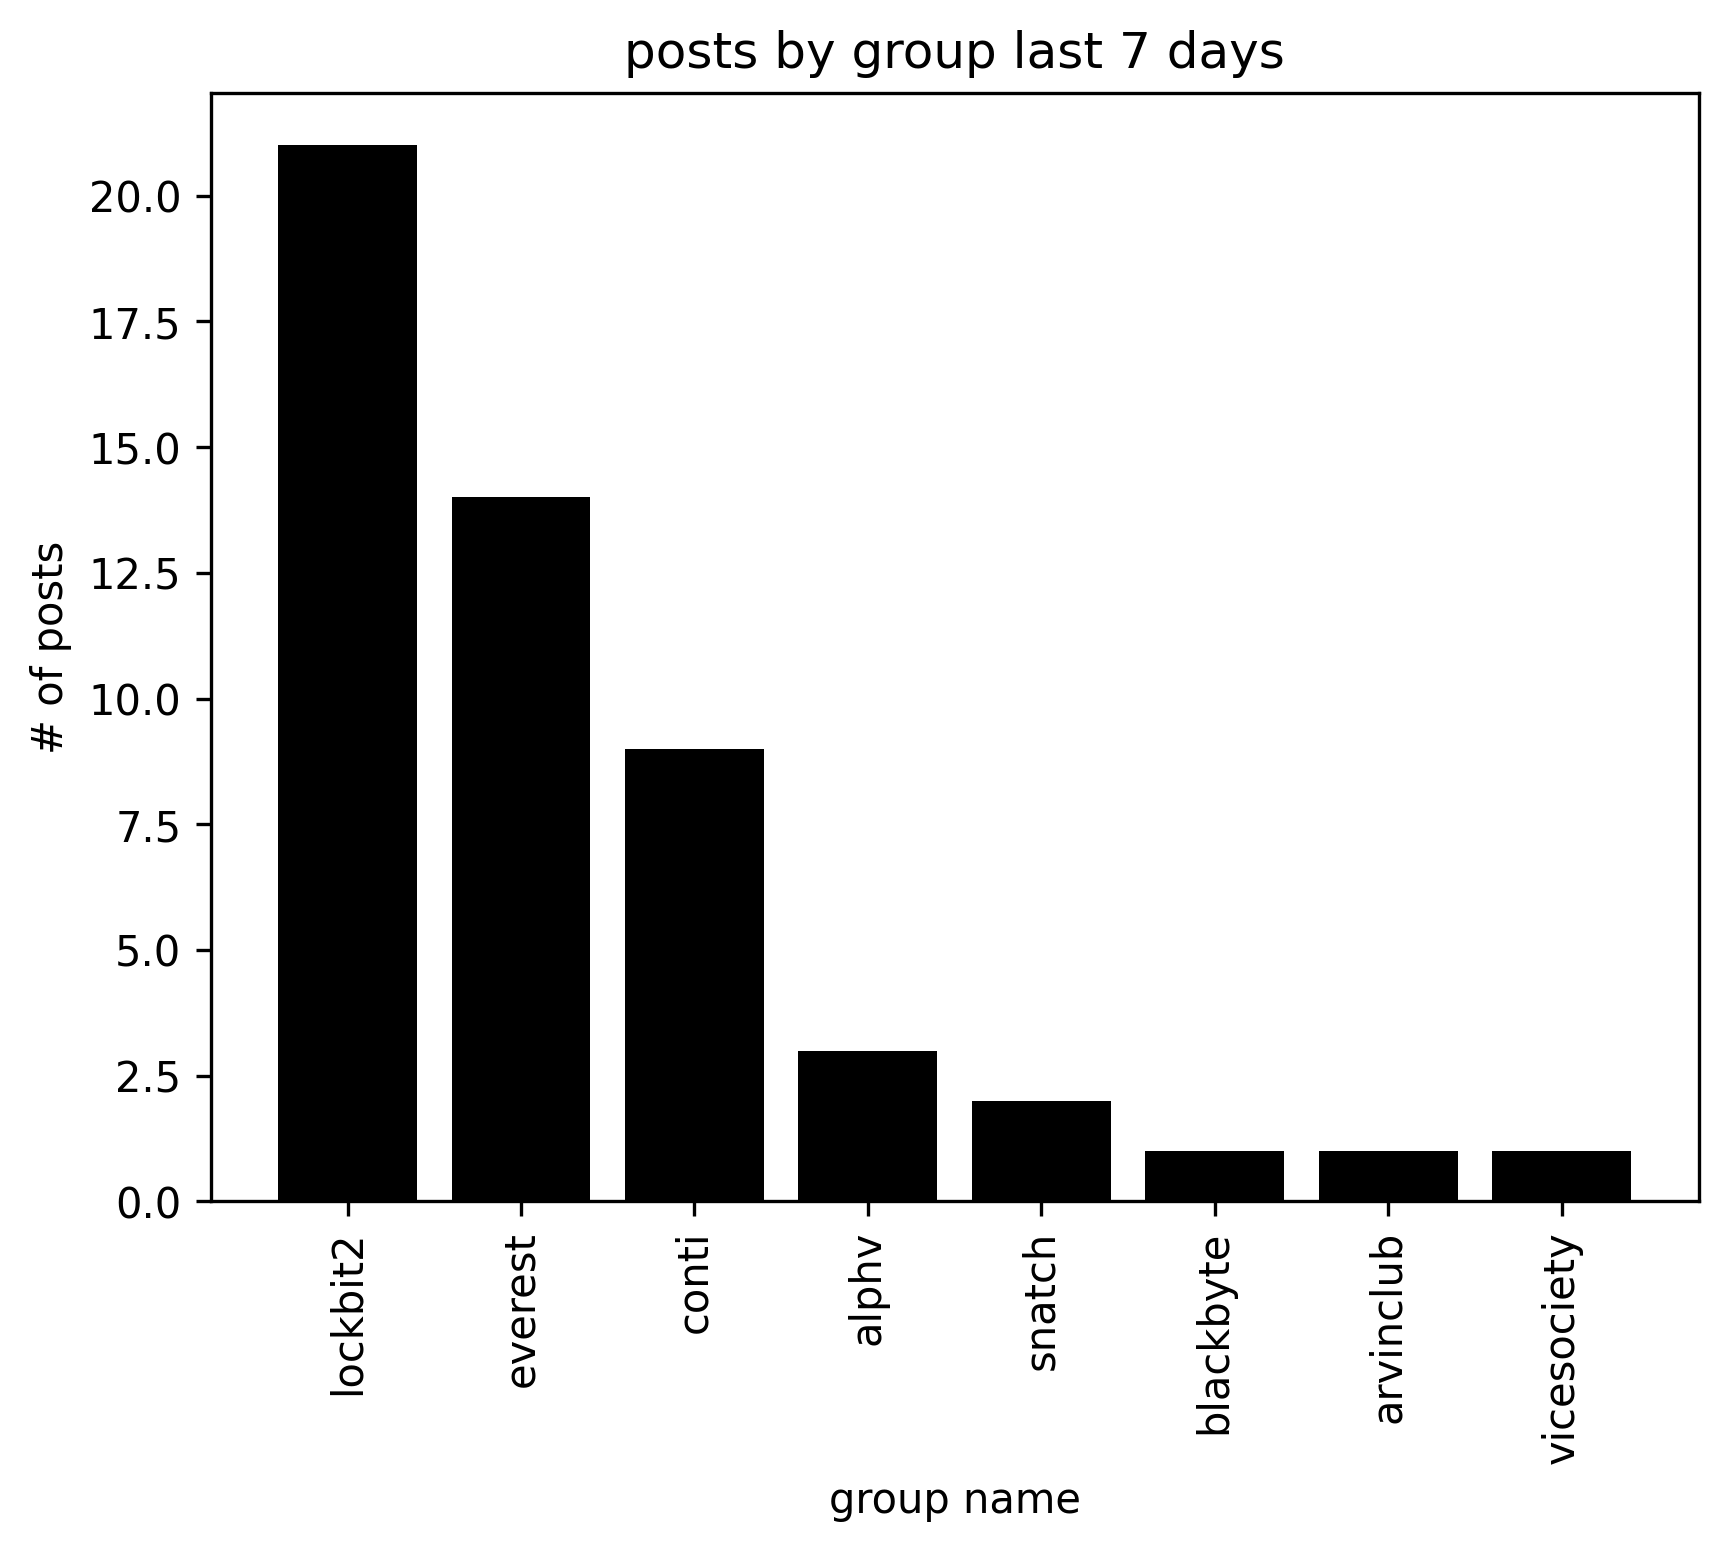 posts by group last 7 days
# of posts
20.0
17.5
15.0
12.5
10.0
7.5
5.0
2.5
0.0
lockbit2
everest
conti
alphv
snatch
blackbyte
arvinclub
vicesociety
group name